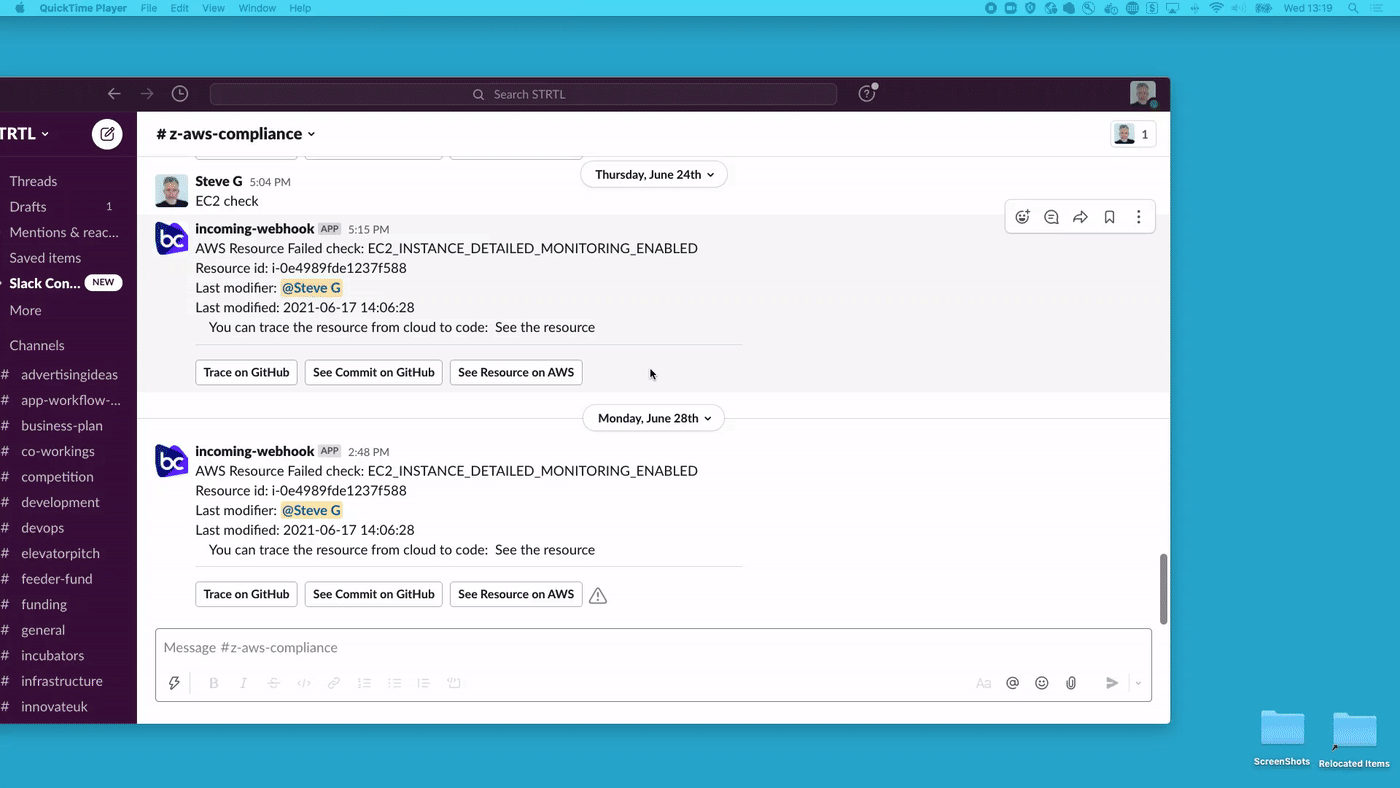 QuickTime Player File Edit View Window Help Wed 13:19
Search STRTL
TRTL
# z-aws-compliance
1
Threads
Drafts 1
Mentions & reac...
Saved items
Slack Con... NEW
More
Channels
# advertisingideas
# app-workflow-...
# business-plan
# co-workings
# competition
# development
# devops
# elevatorpitch
# feeder-fund
# funding
# general
# incubators
# infrastructure
# innovateuk
Thursday, June 24th
Steve G 5:04 PM
EC2 check
bc
incoming-webhook APP 5:15 PM
AWS Resource Failed check: EC2_INSTANCE_DETAILED_MONITORING_ENABLED
Resource id: i-0e4989fde1237f588
Last modifier: @Steve G
Last modified: 2021-06-17 14:06:28
You can trace the resource from cloud to code: See the resource
Trace on GitHub See Commit on GitHub See Resource on AWS
Monday, June 28th
bc
incoming-webhook APP 2:48 PM
AWS Resource Failed check: EC2_INSTANCE_DETAILED_MONITORING_ENABLED
Resource id: i-0e4989fde1237f588
Last modifier: @Steve G
Last modified: 2021-06-17 14:06:28
You can trace the resource from cloud to code: See the resource
Trace on GitHub See Commit on GitHub See Resource on AWS
Message #z-aws-compliance
B I S </> Aa @
ScreenShots
Relocated Items